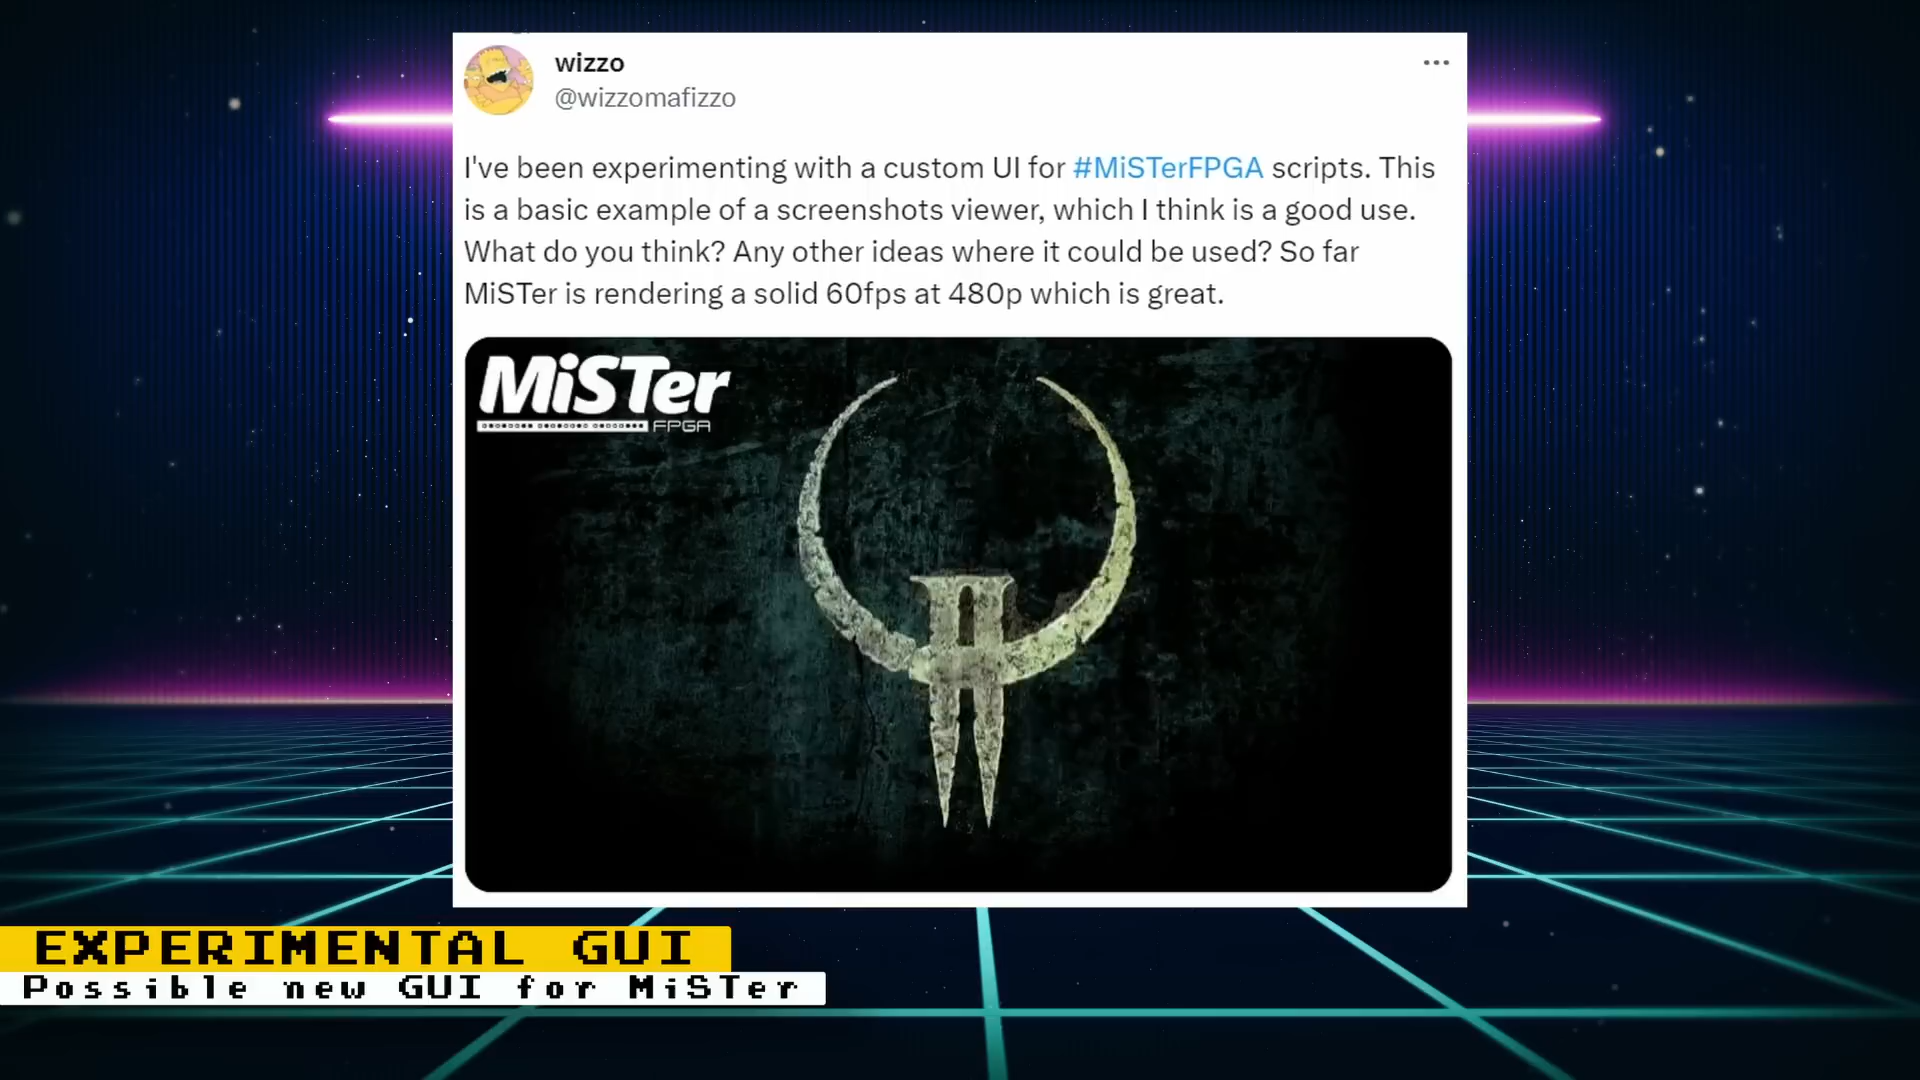 wizzo
@wizzomafizzo
I've been experimenting with a custom UI for #MiSTerFPGA scripts. This
is a basic example of a screenshots viewer, which I think is a good use.
What do you think? Any other ideas where it could be used? So far
MiSTer is rendering a solid 60fps at 480p which is great.
MiSTer
FPGA
EXPERIMENTAL GUI
Possible new GUI for MiSTer